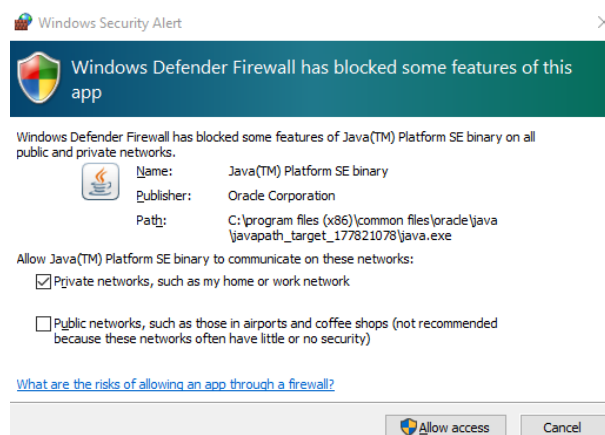 Windows Security Alert
Windows Defender Firewall has blocked some features of this
app
Windows Defender Firewall has blocked some features of Java(TM) Platform SE binary on all
public and private networks.
Name: Java(TM) Platform SE binary
Publisher: Oracle Corporation
Path: C:\program files (x86)\common files\oracle\java
\javapath_target_177821078\java.exe
Allow Java(TM) Platform SE binary to communicate on these networks:
Private networks, such as my home or work network
Public networks, such as those in airports and coffee shops (not recommended
because these networks often have little or no security)
What are the risks of allowing an app through a firewall?
Allow access Cancel